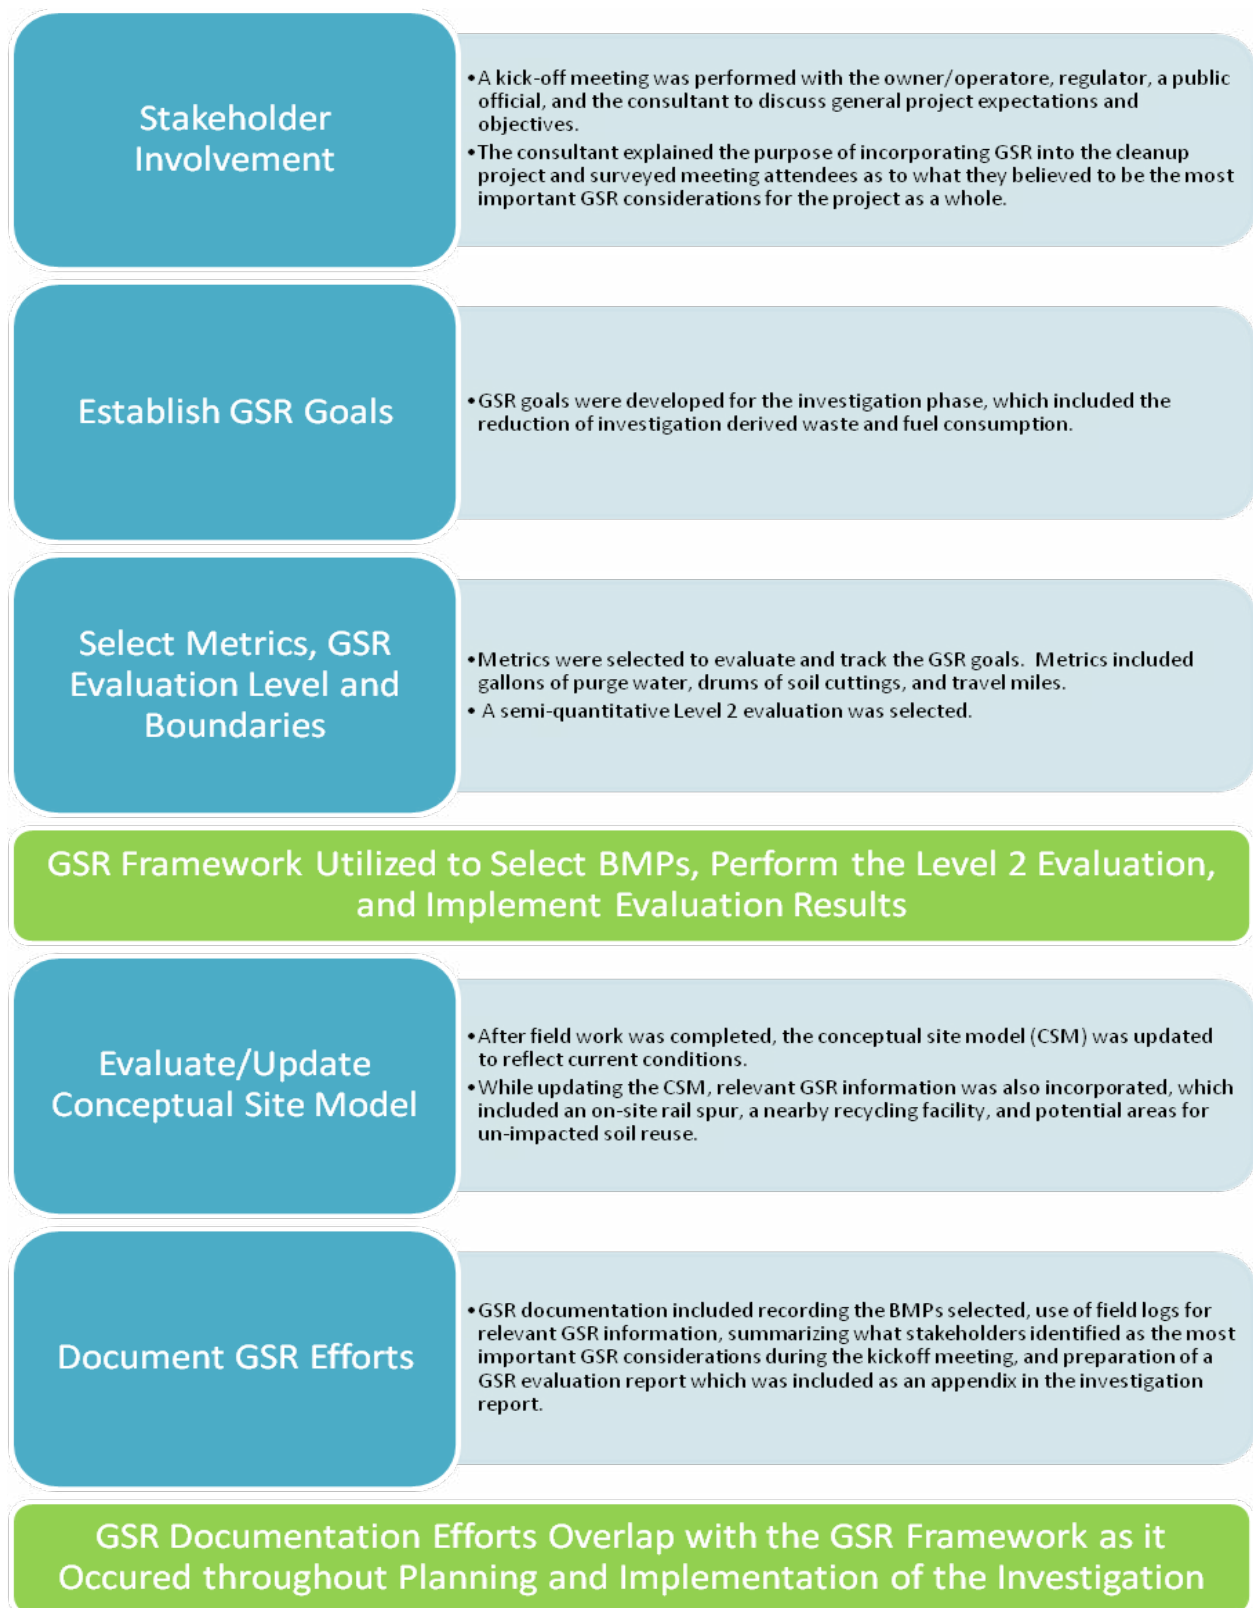 Stakeholder
Involvement
•A kick-off meeting was performed with the owner/operatore, regulator, a public
official, and the consultant to discuss general project expectations and
objectives.
•The consultant explained the purpose of incorporating GSR into the cleanup
project and surveyed meeting attendees as to what they believed to be the most
important GSR considerations for the project as a whole.
Establish GSR Goals
•GSR goals were developed for the investigation phase, which included the
reduction of investigation derived waste and fuel consumption.
Select Metrics, GSR
Evaluation Level and
Boundaries
•Metrics were selected to evaluate and track the GSR goals.  Metrics included
gallons of purge water, drums of soil cuttings, and travel miles.
• A semi-quantitative Level 2 evaluation was selected.
GSR Framework Utilized to Select BMPs, Perform the Level 2 Evaluation,
and Implement Evaluation Results
Evaluate/Update
Conceptual Site Model
•After field work was completed, the conceptual site model (CSM) was updated
to reflect current conditions.
•While updating the CSM, relevant GSR information was also incorporated, which
included an on-site rail spur, a nearby recycling facility, and potential areas for
un-impacted soil reuse.
Document GSR Efforts
•GSR documentation included recording the BMPs selected, use of field logs for
relevant GSR information, summarizing what stakeholders identified as the most
important GSR considerations during the kickoff meeting, and preparation of a
GSR evaluation report which was included as an appendix in the investigation
report.
GSR Documentation Efforts Overlap with the GSR Framework as it
Occured throughout Planning and Implementation of the Investigation